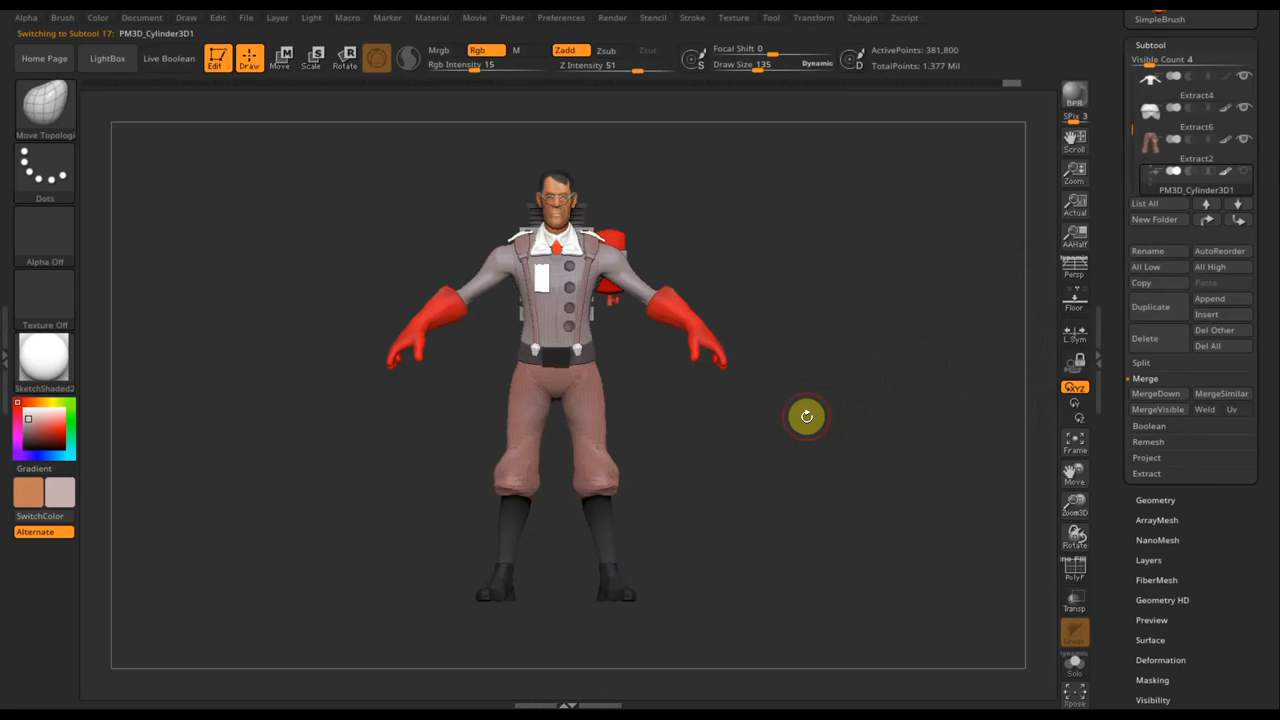 Alpha Brush Color Document Draw Edit File Layer Light Macro Marker Material Movie Picker Preferences Render Stencil Stroke Texture Tool Transform Zplugin Zscript
Switching to Subtool 17: PM3D_Cylinder3D1
Home Page LightBox Live Boolean Edit Draw Move Scale Rotate
Mrgb Rgb M Zadd Zsub Zcut
Rgb Intensity 15 Z Intensity 51
S Focal Shift 0
Draw Size 135 Dynamic D
ActivePoints: 381,800
TotalPoints: 1.377 Mil
Move Topologi
Dots
Alpha Off
Texture Off
SketchShaded2
Gradient
SwitchColor
Alternate
BPR
SPix 3
Scroll
Zoom
Actual
AAHalf
Dynamic
Persp
Floor
L.Sym
XYZ
Frame
Move
Zoom3D
Rotate
PolyF
Transp
Dynamic
Solo
Xpose
SimpleBrush
Subtool
Visible Count 4
Extract4
Extract6
Extract2
PM3D_Cylinder3D1
List All
New Folder
Rename AutoReorder
All Low All High
Copy Paste
Duplicate Append
Insert
Delete Del Other
Del All
Split
Merge
MergeDown MergeSimilar
MergeVisible Weld Uv
Boolean
Remesh
Project
Extract
Geometry
ArrayMesh
NanoMesh
Layers
FiberMesh
Geometry HD
Preview
Surface
Deformation
Masking
Visibility